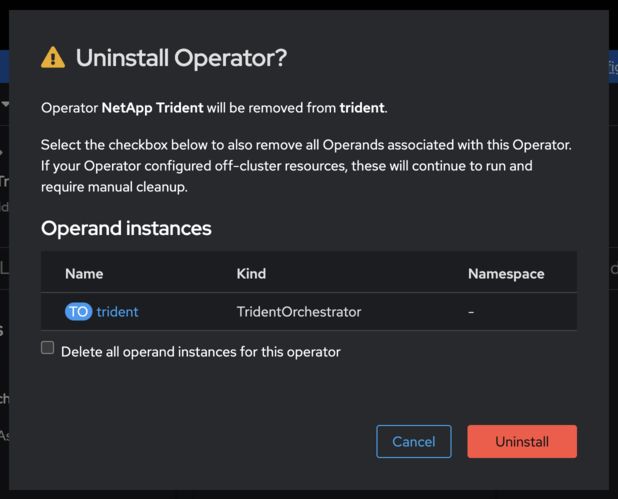 Uninstall Operator?
Operator NetApp Trident will be removed from trident.
Select the checkbox below to also remove all Operands associated with this Operator.
If your Operator configured off-cluster resources, these will continue to run and
require manual cleanup.
Operand instances
Name Kind Namespace
TO trident TridentOrchestrator -
Delete all operand instances for this operator
Cancel Uninstall